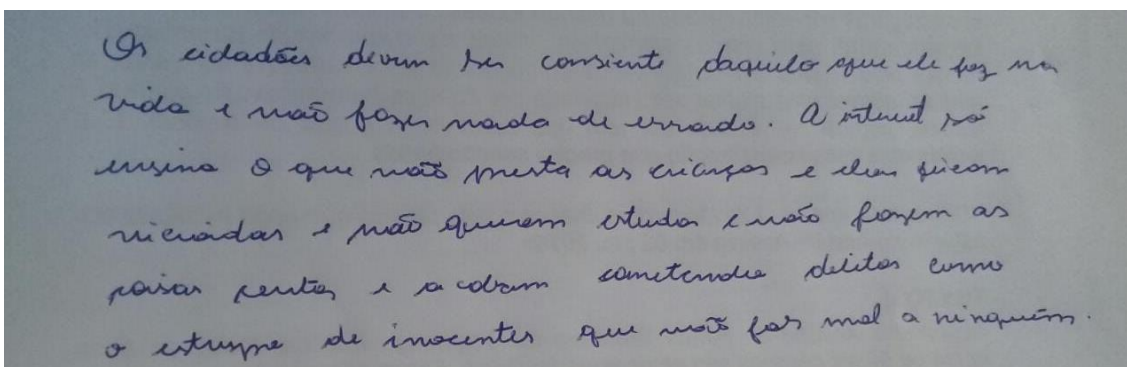 Os cidadões devem ser consiente daquilo que ele faz na
vida e não fazer nada de errado. A internet só
ensina o que não presta as crianças e elas ficam
viciadas e não querem estudar e não fazem as
coisas certas e acabam cometendo delitos como
o estrupe de inocentes que não fas mal a ninguém.